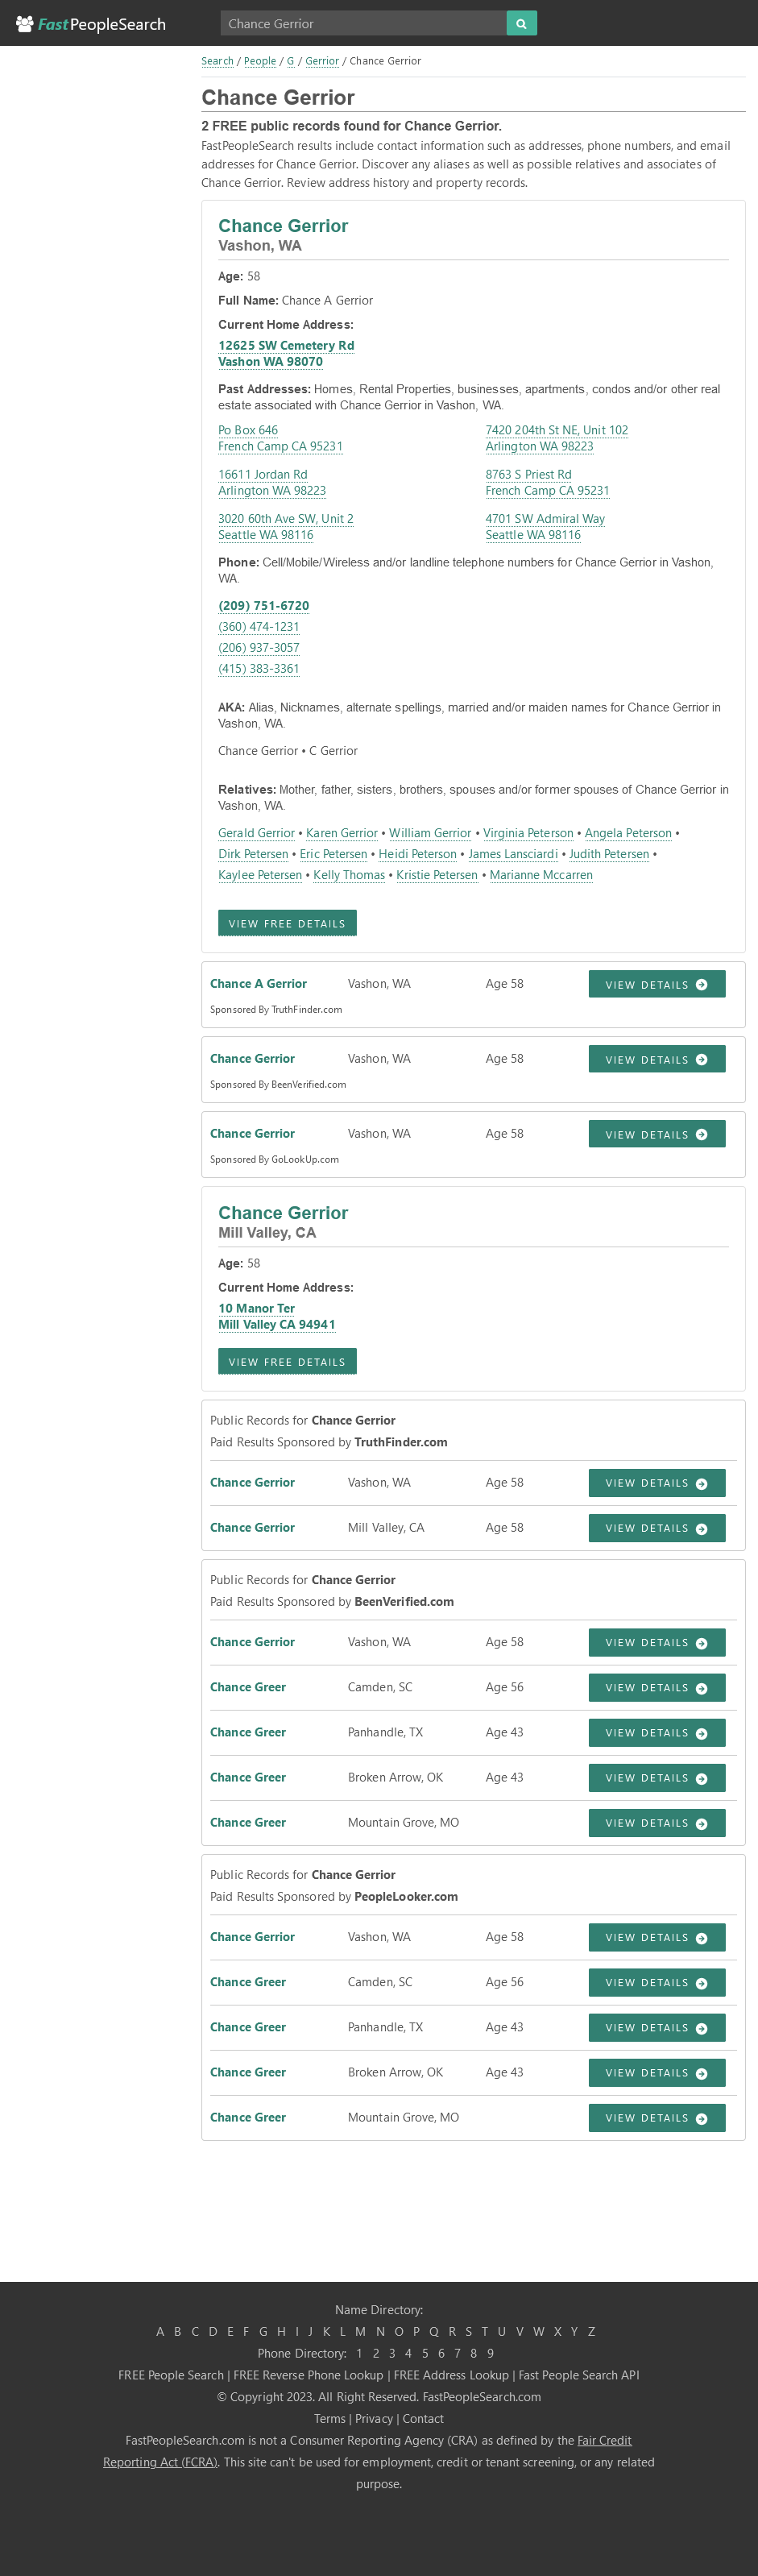 FastPeopleSearch
Chance Gerrior
Search / People / G / Gerrior / Chance Gerrior
Chance Gerrior
2 FREE public records found for Chance Gerrior.
FastPeopleSearch results include contact information such as addresses, phone numbers, and email
addresses for Chance Gerrior. Discover any aliases as well as possible relatives and associates of
Chance Gerrior. Review address history and property records.
Chance Gerrior
Vashon, WA
Age: 58
Full Name: Chance A Gerrior
Current Home Address:
12625 SW Cemetery Rd
Vashon WA 98070
Past Addresses: Homes, Rental Properties, businesses, apartments, condos and/or other real
estate associated with Chance Gerrior in Vashon, WA.
Po Box 646
French Camp CA 95231
7420 204th St NE, Unit 102
Arlington WA 98223
16611 Jordan Rd
Arlington WA 98223
8763 S Priest Rd
French Camp CA 95231
3020 60th Ave SW, Unit 2
Seattle WA 98116
4701 SW Admiral Way
Seattle WA 98116
Phone: Cell/Mobile/Wireless and/or landline telephone numbers for Chance Gerrior in Vashon,
WA.
(209) 751-6720
(360) 474-1231
(206) 937-3057
(415) 383-3361
AKA: Alias, Nicknames, alternate spellings, married and/or maiden names for Chance Gerrior in
Vashon, WA.
Chance Gerrior • C Gerrior
Relatives: Mother, father, sisters, brothers, spouses and/or former spouses of Chance Gerrior in
Vashon, WA.
Gerald Gerrior • Karen Gerrior • William Gerrior • Virginia Peterson • Angela Peterson •
Dirk Petersen • Eric Petersen • Heidi Peterson • James Lansciardi • Judith Petersen •
Kaylee Petersen • Kelly Thomas • Kristie Petersen • Marianne Mccarren
VIEW FREE DETAILS
Chance A Gerrior Vashon, WA Age 58 VIEW DETAILS
Sponsored By TruthFinder.com
Chance Gerrior Vashon, WA Age 58 VIEW DETAILS
Sponsored By BeenVerified.com
Chance Gerrior Vashon, WA Age 58 VIEW DETAILS
Sponsored By GoLookUp.com
Chance Gerrior
Mill Valley, CA
Age: 58
Current Home Address:
10 Manor Ter
Mill Valley CA 94941
VIEW FREE DETAILS
Public Records for Chance Gerrior
Paid Results Sponsored by TruthFinder.com
Chance Gerrior Vashon, WA Age 58 VIEW DETAILS
Chance Gerrior Mill Valley, CA Age 58 VIEW DETAILS
Public Records for Chance Gerrior
Paid Results Sponsored by BeenVerified.com
Chance Gerrior Vashon, WA Age 58 VIEW DETAILS
Chance Greer Camden, SC Age 56 VIEW DETAILS
Chance Greer Panhandle, TX Age 43 VIEW DETAILS
Chance Greer Broken Arrow, OK Age 43 VIEW DETAILS
Chance Greer Mountain Grove, MO VIEW DETAILS
Public Records for Chance Gerrior
Paid Results Sponsored by PeopleLooker.com
Chance Gerrior Vashon, WA Age 58 VIEW DETAILS
Chance Greer Camden, SC Age 56 VIEW DETAILS
Chance Greer Panhandle, TX Age 43 VIEW DETAILS
Chance Greer Broken Arrow, OK Age 43 VIEW DETAILS
Chance Greer Mountain Grove, MO VIEW DETAILS
Name Directory:
A B C D E F G H I J K L M N O P Q R S T U V W X Y Z
Phone Directory: 1 2 3 4 5 6 7 8 9
FREE People Search | FREE Reverse Phone Lookup | FREE Address Lookup | Fast People Search API
© Copyright 2023. All Right Reserved. FastPeopleSearch.com
Terms | Privacy | Contact
FastPeopleSearch.com is not a Consumer Reporting Agency (CRA) as defined by the Fair Credit
Reporting Act (FCRA). This site can't be used for employment, credit or tenant screening, or any related
purpose.